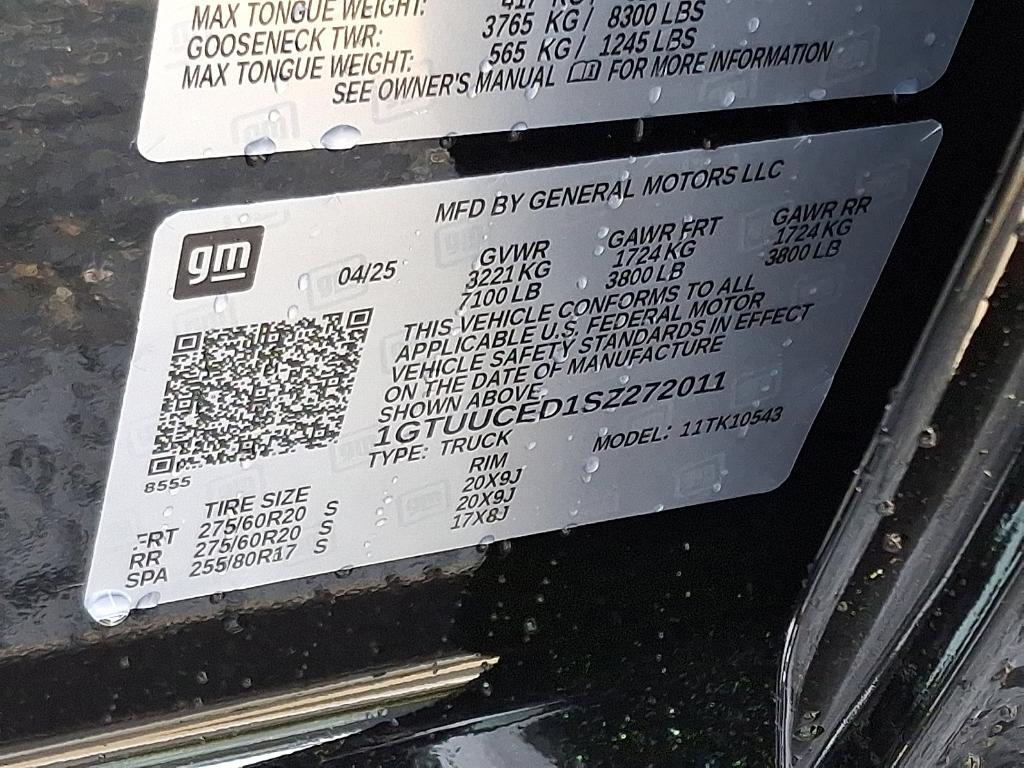 MAX TONGUE WEIGHT:
GOOSENECK TWR: 3765 KG / 8300 LBS
MAX TONGUE WEIGHT: 565 KG / 1245 LBS
SEE OWNER'S MANUAL FOR MORE INFORMATION
MFD BY GENERAL MOTORS LLC
gm
04/25
GVWR GAWR FRT GAWR RR
3221 KG 1724 KG 1724 KG
7100 LB 3800 LB 3800 LB
THIS VEHICLE CONFORMS TO ALL
APPLICABLE U.S. FEDERAL MOTOR
VEHICLE SAFETY STANDARDS IN EFFECT
ON THE DATE OF MANUFACTURE
SHOWN ABOVE.
1GTUUCED1SZ272011
TYPE: TRUCK MODEL: 11TK10543
8555
TIRE SIZE RIM
FRT 275/60R20 S 20X9J
RR 275/60R20 S 20X9J
SPA 255/80R17 S 17X8J